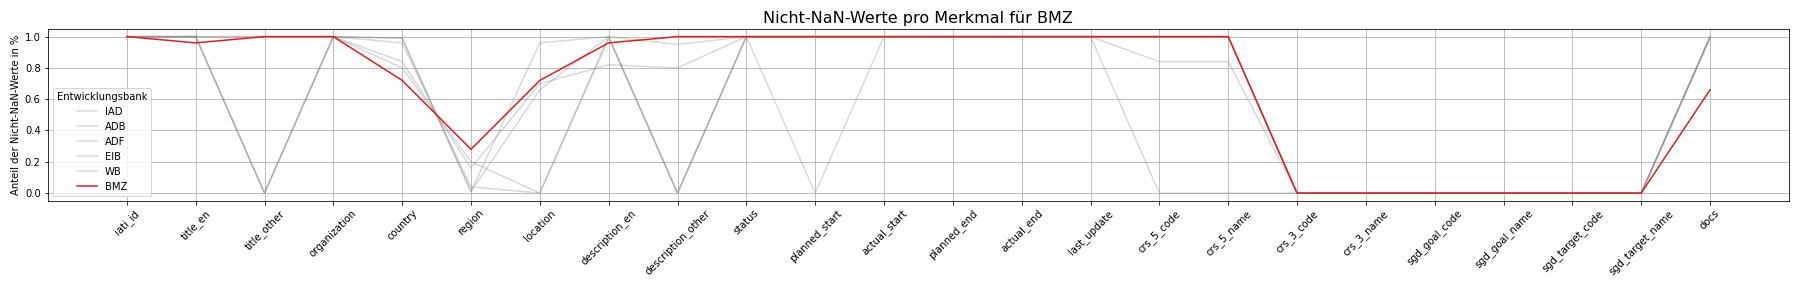 Nicht-NaN-Werte pro Merkmal für BMZ
Anteil der Nicht-NaN-Werte in %
1.0
0.8
0.6
0.4
0.2
0.0
Entwicklungsbank
IAD
ADB
ADF
EIB
WB
BMZ
iati_id
title_en
title_other
organization
country
region
location
description_en
description_other
status
planned_start
actual_start
planned_end
actual_end
last_update
crs_5_code
crs_5_name
crs_3_code
crs_3_name
sgd_goal_code
sgd_goal_name
sgd_target_code
sgd_target_name
docs